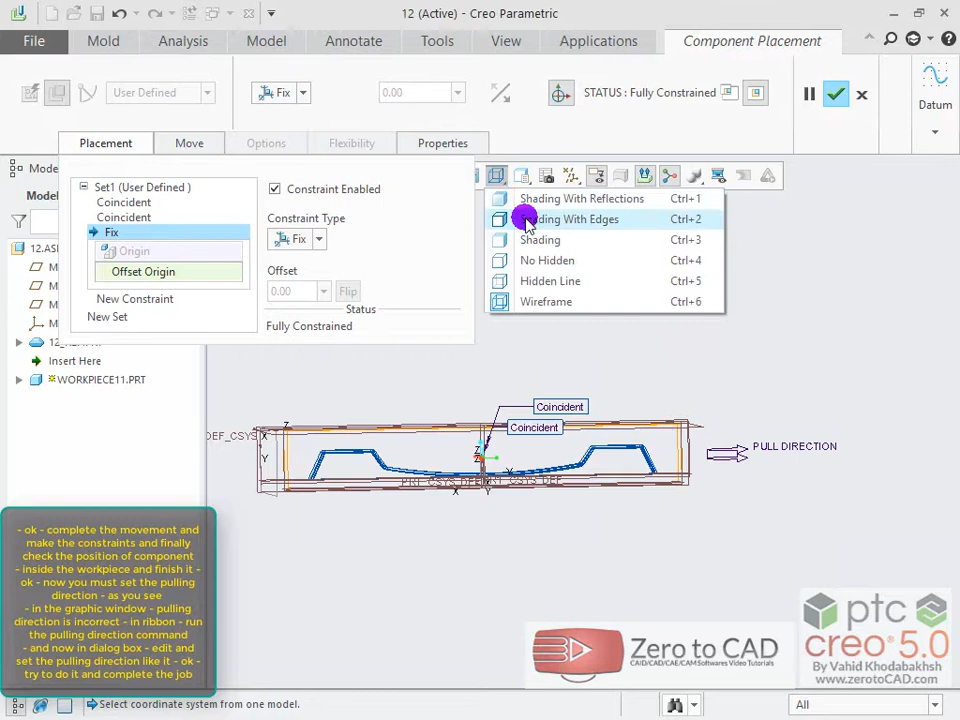 12 (Active) - Creo Parametric
File
Mold
Analysis
Model
Annotate
Tools
View
Applications
Component Placement
User Defined
Fix
0.00
STATUS : Fully Constrained
Datum
Placement
Move
Options
Flexibility
Properties
Set1 (User Defined )
Coincident
Coincident
Fix
Origin
Offset Origin
New Constraint
New Set
Constraint Enabled
Constraint Type
Fix
Offset
0.00
Flip
Status
Fully Constrained
Shading With Reflections Ctrl+1
ding With Edges Ctrl+2
Shading Ctrl+3
No Hidden Ctrl+4
Hidden Line Ctrl+5
Wireframe Ctrl+6
Insert Here
WORKPIECE11.PRT
Coincident
Coincident
DEF_CSYS
X
Z
Y
PULL DIRECTION
X
Y
- ok - complete the movement and
make the constraints and finally
check the position of component
- inside the workpiece and finish it -
ok - now you must set the pulling
direction - as you see
- in the graphic window - pulling
direction is incorrect - in ribbon - run
the pulling direction command
- and now in dialog box - edit and
set the pulling direction like it - ok -
try to do it and complete the job
Zero to CAD
CAD/CAD/CAE/CAM Softwares Video Tutorials
ptc
creo® 5.0
By Vahid Khodabakhsh
www.zerotoCAD.com
Select coordinate system from one model.
All